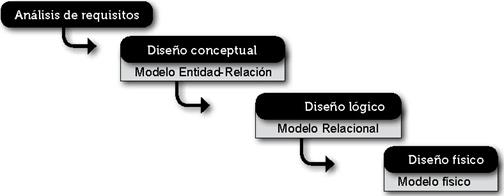 Análisis de requisitos
Diseño conceptual
Modelo Entidad-Relación
Diseño lógico
Modelo Relacional
Diseño físico
Modelo físico